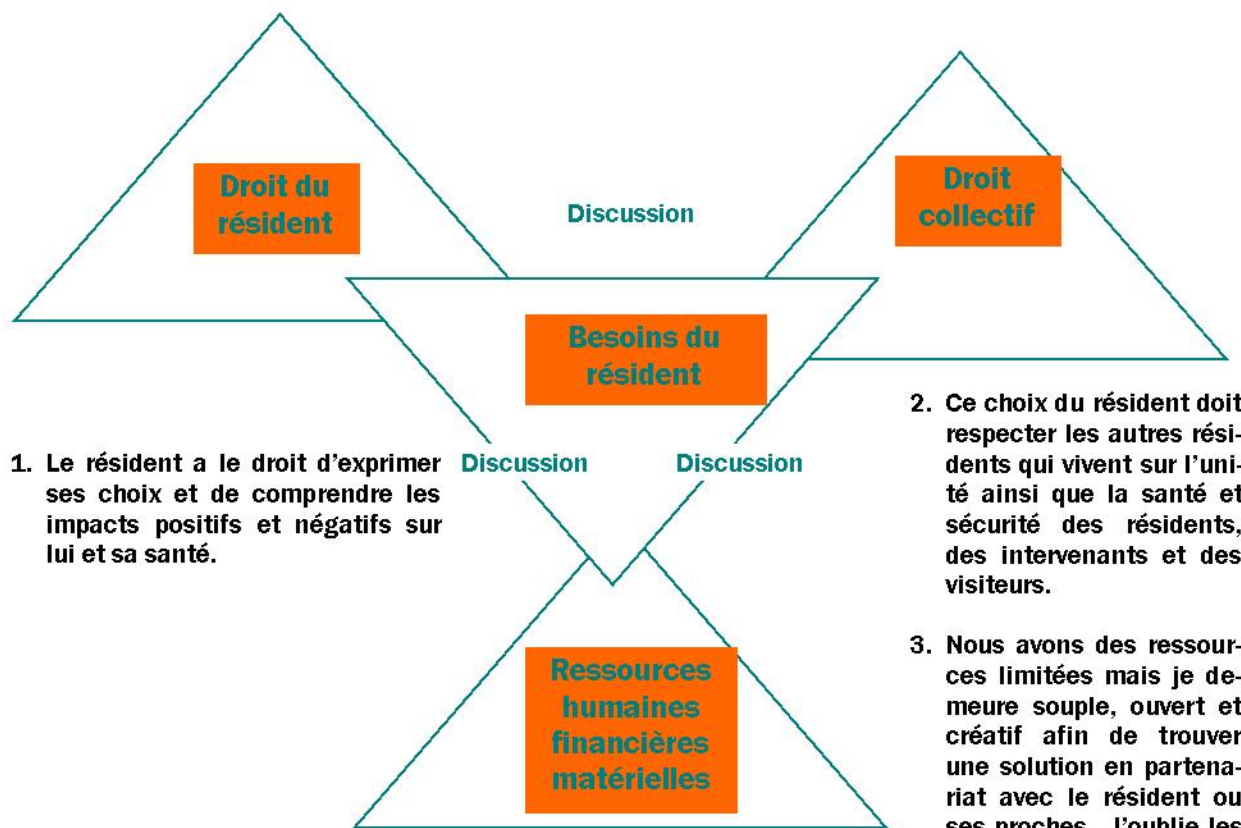 Droit du
résident
Discussion
Droit
collectif
Besoins du
résident
Discussion
Discussion
1. Le résident a le droit d’exprimer
ses choix et de comprendre les
impacts positifs et négatifs sur
lui et sa santé.
2. Ce choix du résident doit
respecter les autres rési-
dents qui vivent sur l’uni-
té ainsi que la santé et
sécurité des résidents,
des intervenants et des
visiteurs.
3. Nous avons des ressour-
ces limitées mais je de-
meure souple, ouvert et
créatif afin de trouver
une solution en partena-
riat avec le résident ou
ses proches. J’oublie les
Ressources
humaines
financières
matérielles